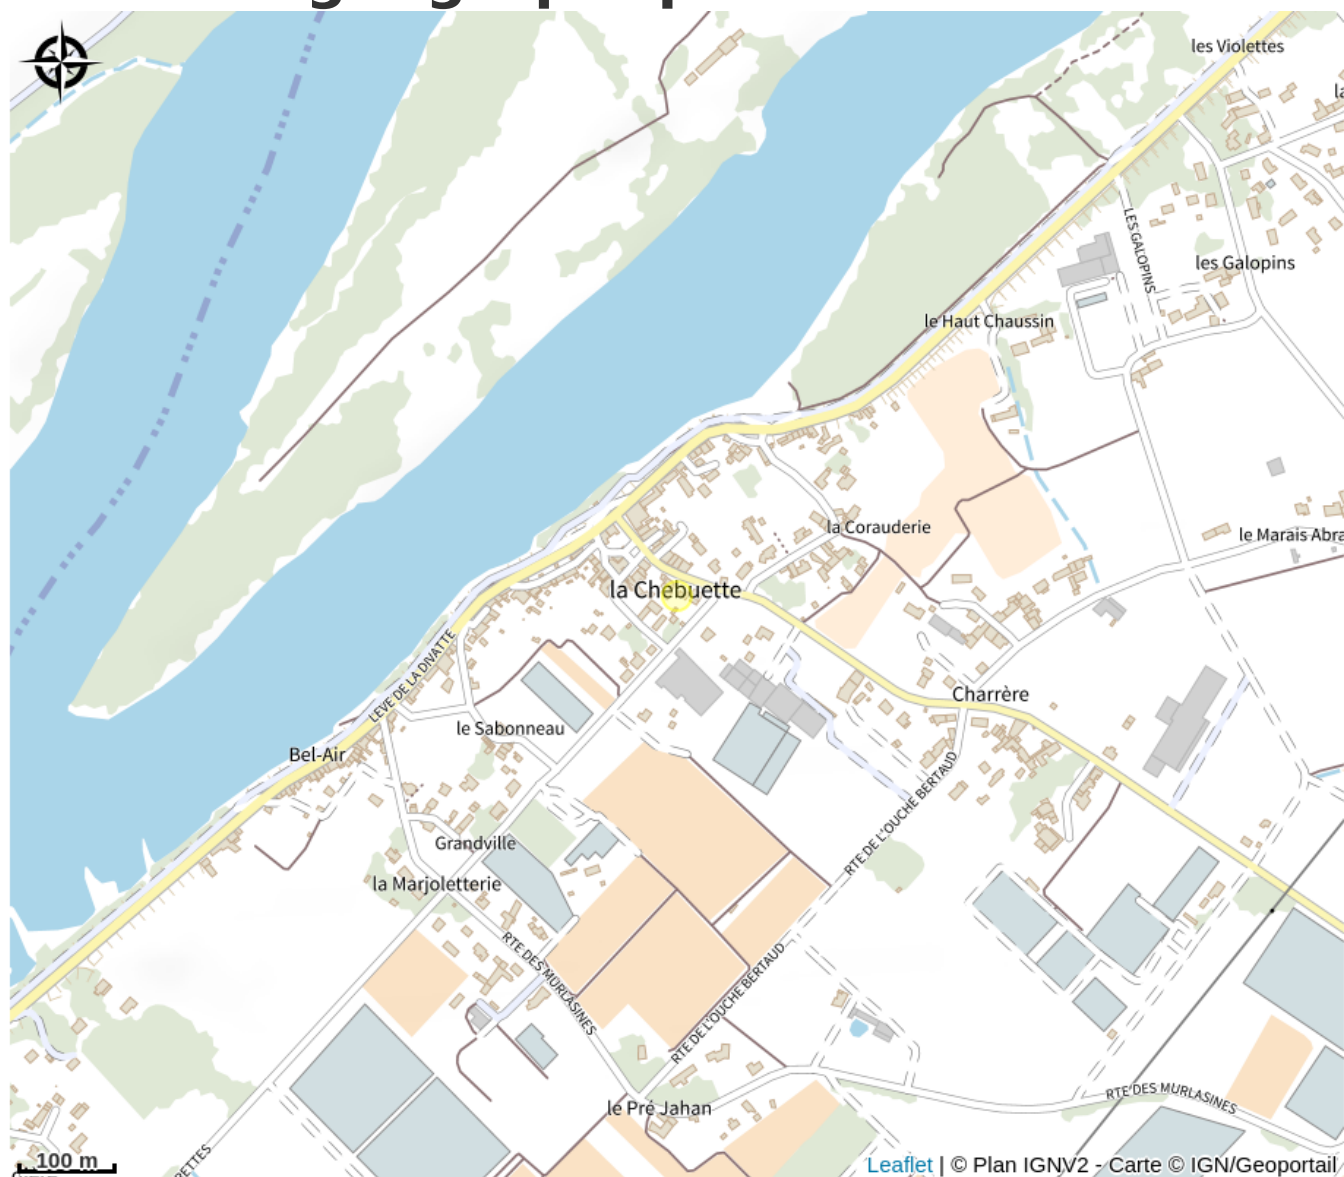 les Violettes
LES GALOPINS
les Galopins
le Haut Chaussin
la Corauderie
le Marais Abra
la Chebuette
LEVE DE LA DIVATTE
Charrère
le Sabonneau
Bel-Air
RTE DE L'OUCHE BERTAUD
Grandville
la Marjoletterie
RTE DES MURLASINES
RTE DE L'OUCHE BERTAUD
RTE DES MURLASINES
le Pré Jahan
100 m
Leaflet | © Plan IGNV2 - Carte © IGN/Geoportail